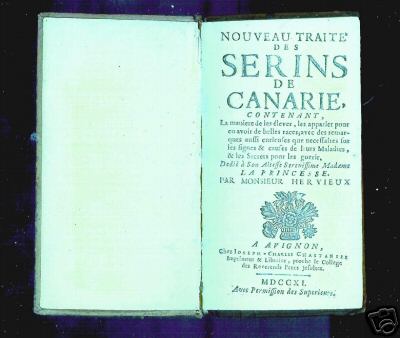 NOUVEAU TRAITE'
DES
SERINS
DE
CANARIE,
CONTENANT,
La maniere de les élever, les apparier pour
en avoir de belles races, avec des remar-
ques aussi curieuses que necessaires sur
les signes & causes de leurs Maladies,
& les Secrets pour les guerir,
Dedié à Son Altesse Serenissime Madame
LA PRINCESSE.
PAR MONSIEUR HERVIEUX
A AVIGNON,
Chez JOSEPH-CHARLES CHASTANIER
Imprimeur & Libraire, proche le College
des Reverends Peres Jesuites.
MDCCXI.
Avec Permission des Superieurs.